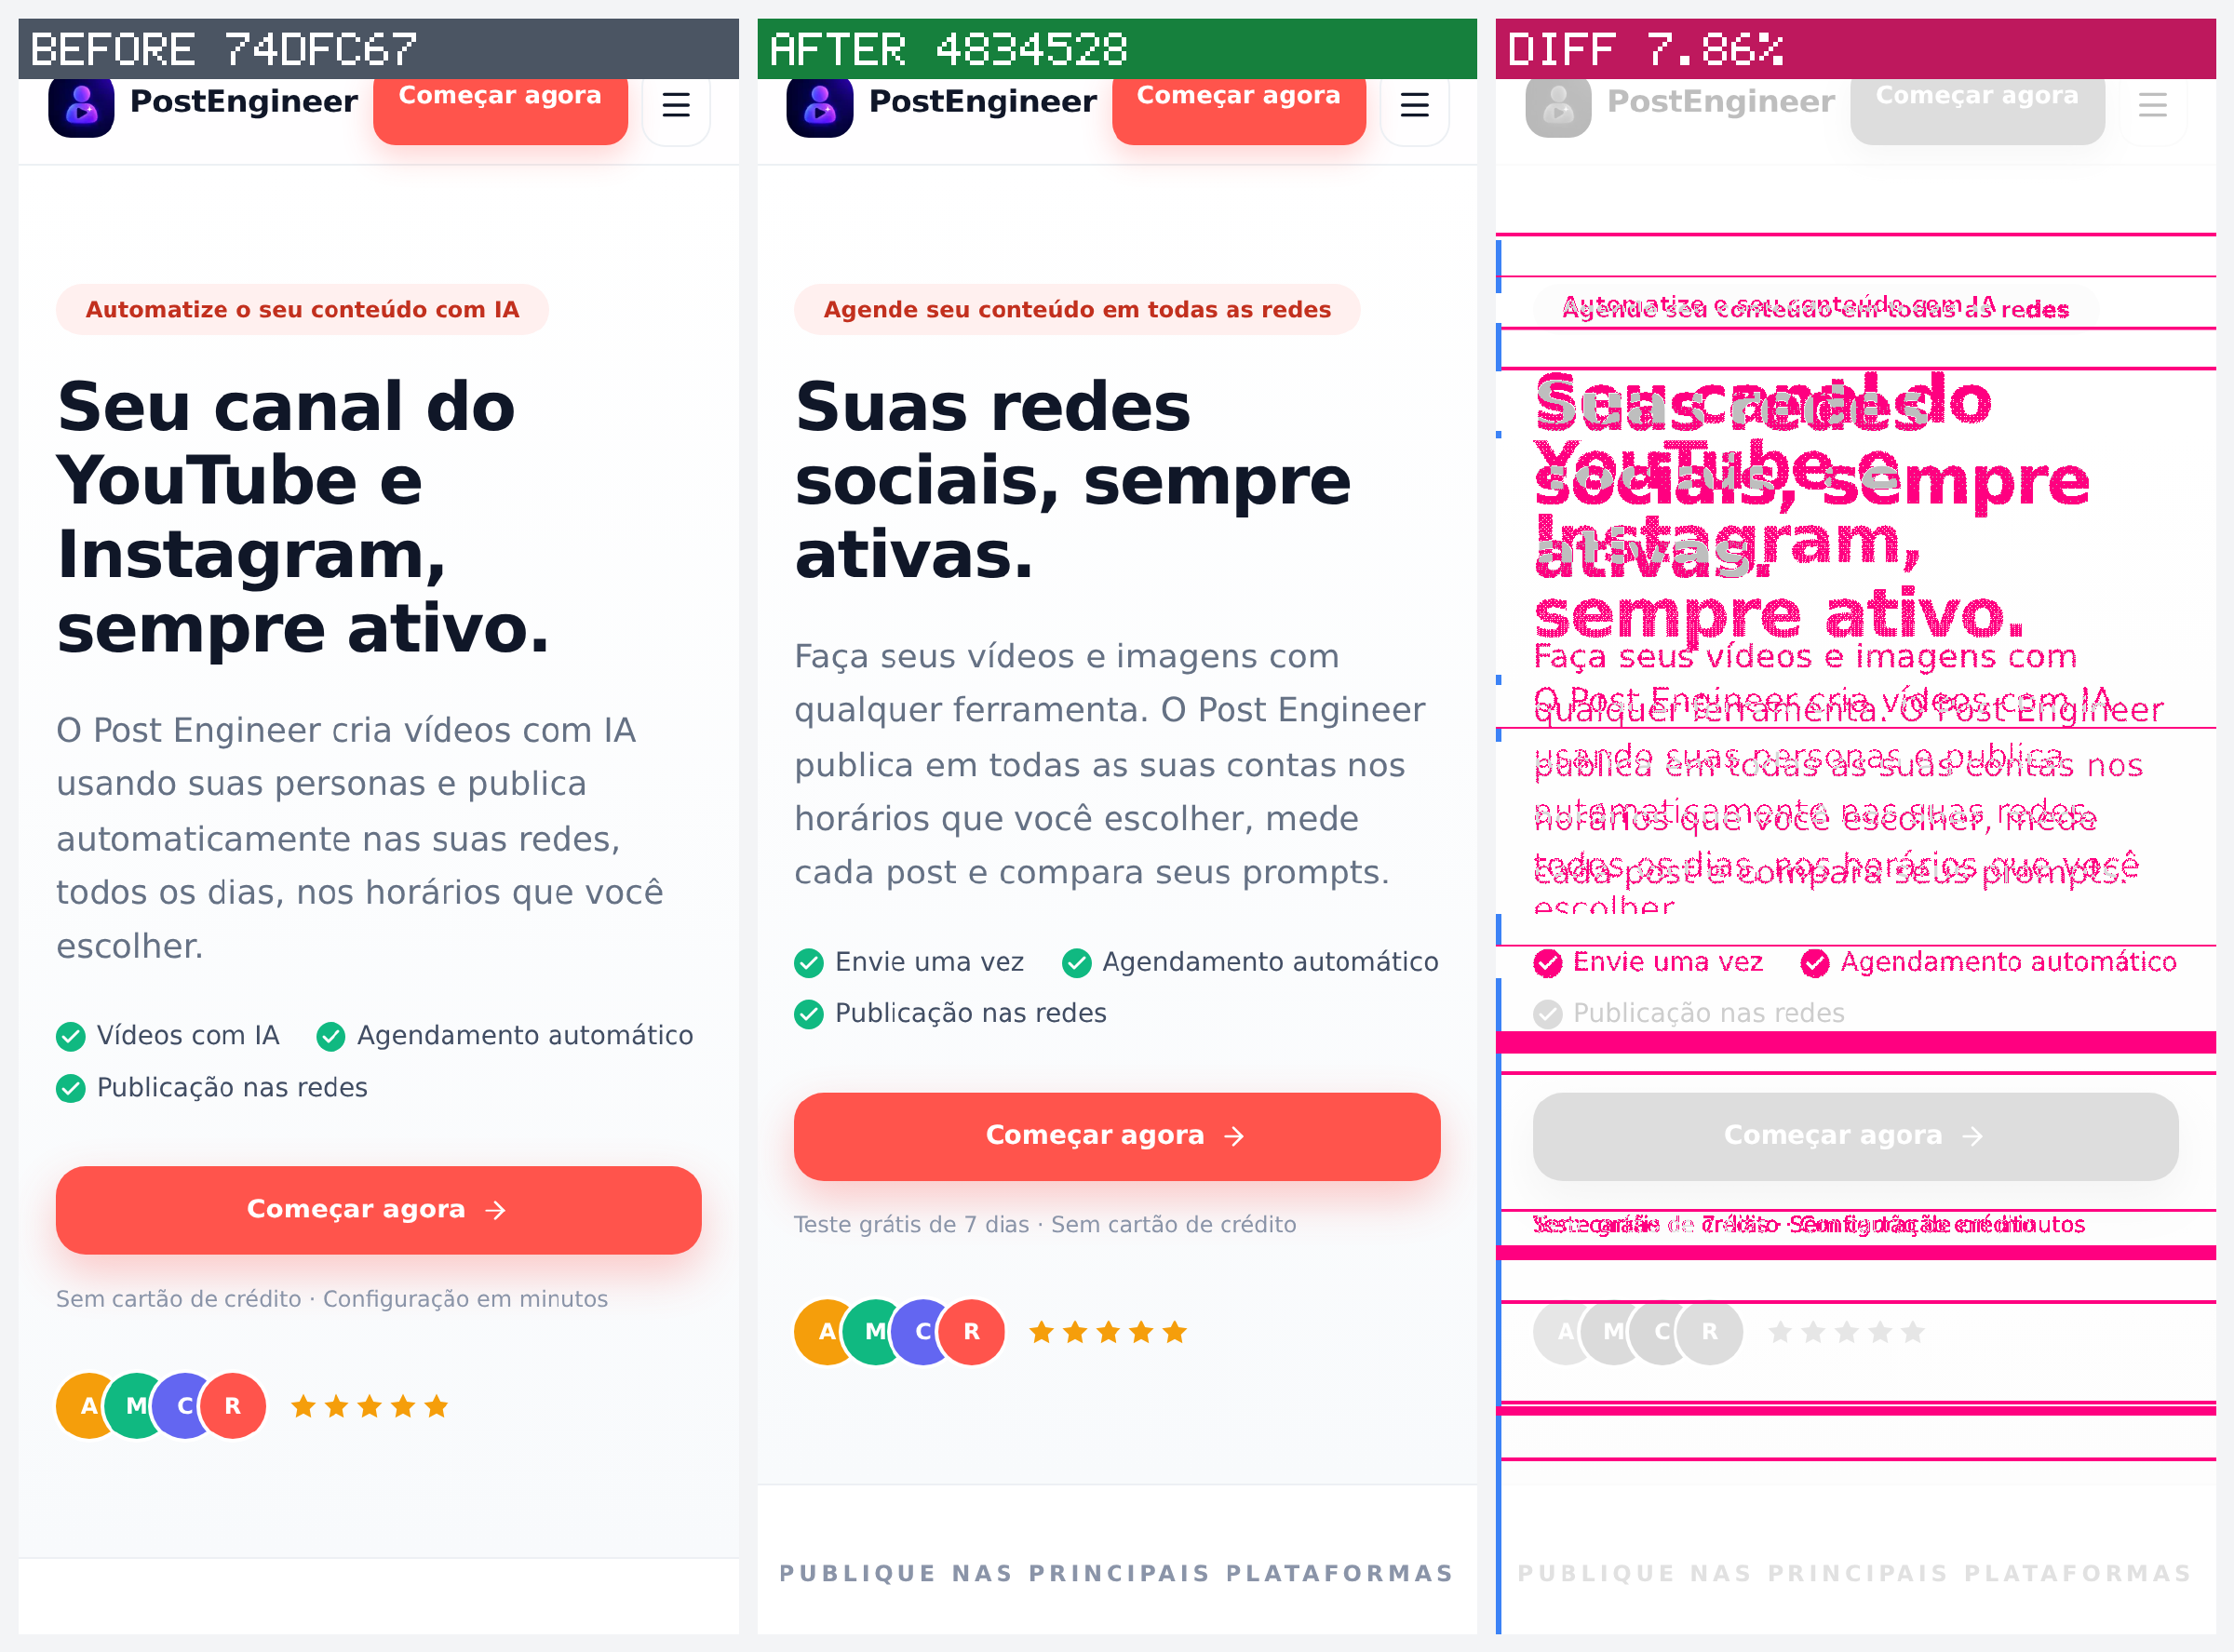 BEFORE 74DFC67
PostEngineer
Começar agora
Automatize o seu conteúdo com IA
Seu canal do
YouTube e
Instagram,
sempre ativo.
O Post Engineer cria vídeos com IA
usando suas personas e publica
automaticamente nas suas redes,
todos os dias, nos horários que você
escolher.
Vídeos com IA
Agendamento automático
Publicação nas redes
Começar agora →
Sem cartão de crédito · Configuração em minutos
A M C R
AFTER 4834528
PostEngineer
Começar agora
Agende seu conteúdo em todas as redes
Suas redes
sociais, sempre
ativas.
Faça seus vídeos e imagens com
qualquer ferramenta. O Post Engineer
publica em todas as suas contas nos
horários que você escolher, mede
cada post e compara seus prompts.
Envie uma vez
Agendamento automático
Publicação nas redes
Começar agora →
Teste grátis de 7 dias · Sem cartão de crédito
A M C R
PUBLIQUE NAS PRINCIPAIS PLATAFORMAS
DIFF 7.86%
PostEngineer
Começar agora
sempre ativo.
Faça seus vídeos e imagens com
Envie uma vez
Agendamento automático
Publicação nas redes
Começar agora →
A M C R
PUBLIQUE NAS PRINCIPAIS PLATAFORMAS